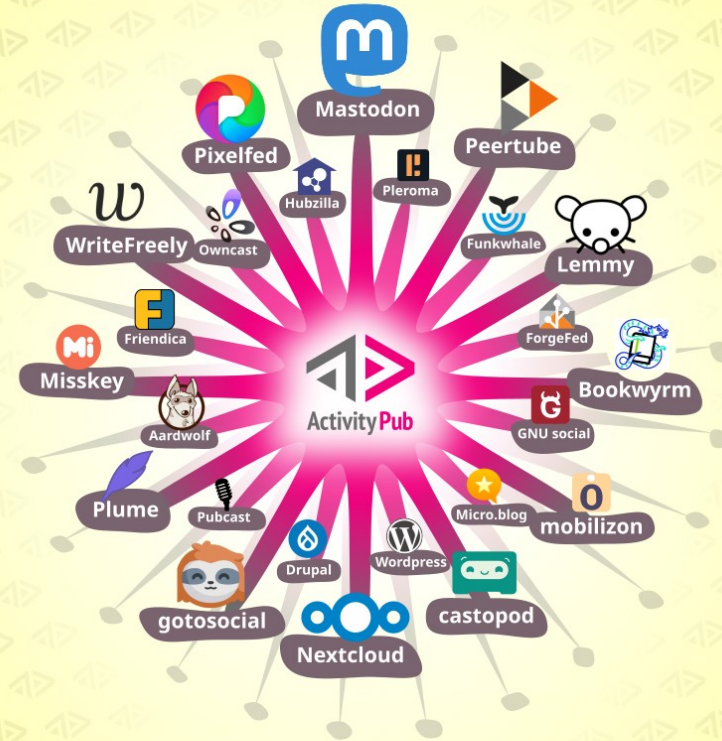 Mastodon
Pixelfed
Peertube
Hubzilla
Pleroma
WriteFreely
Owncast
Funkwhale
Lemmy
Friendica
ForgeFed
Mi
Misskey
Bookwyrm
ActivityPub
Aardwolf
GNU social
Plume
Pubcast
Micro.blog
mobilizon
Drupal
Wordpress
gotosocial
castopod
Nextcloud